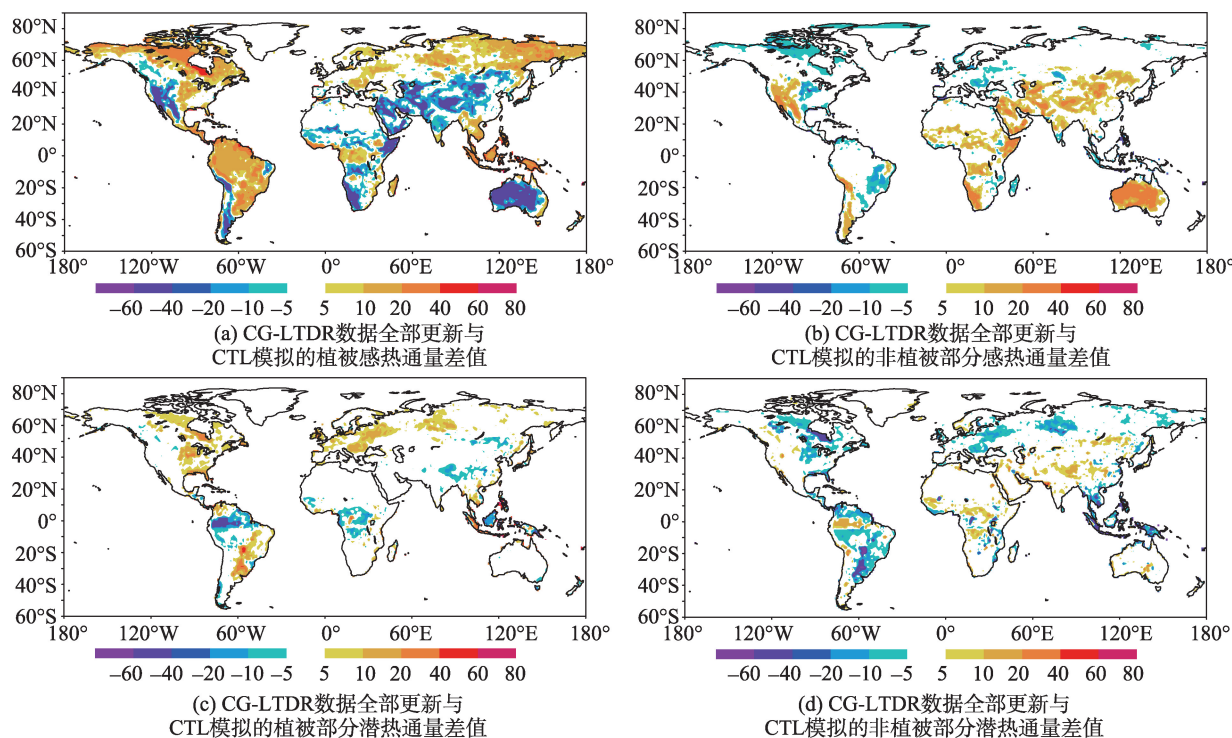 80°N
60°N
40°N
20°N
0°
20°S
40°S
60°S
180° 120°W 60°W 0° 60°E 120°E 180°
−60 −40 −20 −10 −5 5 10 20 40 60 80
(a) CG-LTDR数据全部更新与
CTL模拟的植被感热通量差值
80°N
60°N
40°N
20°N
0°
20°S
40°S
60°S
180° 120°W 60°W 0° 60°E 120°E 180°
−60 −40 −20 −10 −5 5 10 20 40 60 80
(b) CG-LTDR数据全部更新与
CTL模拟的非植被部分感热通量差值
80°N
60°N
40°N
20°N
0°
20°S
40°S
60°S
180° 120°W 60°W 0° 60°E 120°E 180°
−60 −40 −20 −10 −5 5 10 20 40 60 80
(c) CG-LTDR数据全部更新与
CTL模拟的植被部分潜热通量差值
80°N
60°N
40°N
20°N
0°
20°S
40°S
60°S
180° 120°W 60°W 0° 60°E 120°E 180°
−60 −40 −20 −10 −5 5 10 20 40 60 80
(d) CG-LTDR数据全部更新与
CTL模拟的非植被部分潜热通量差值